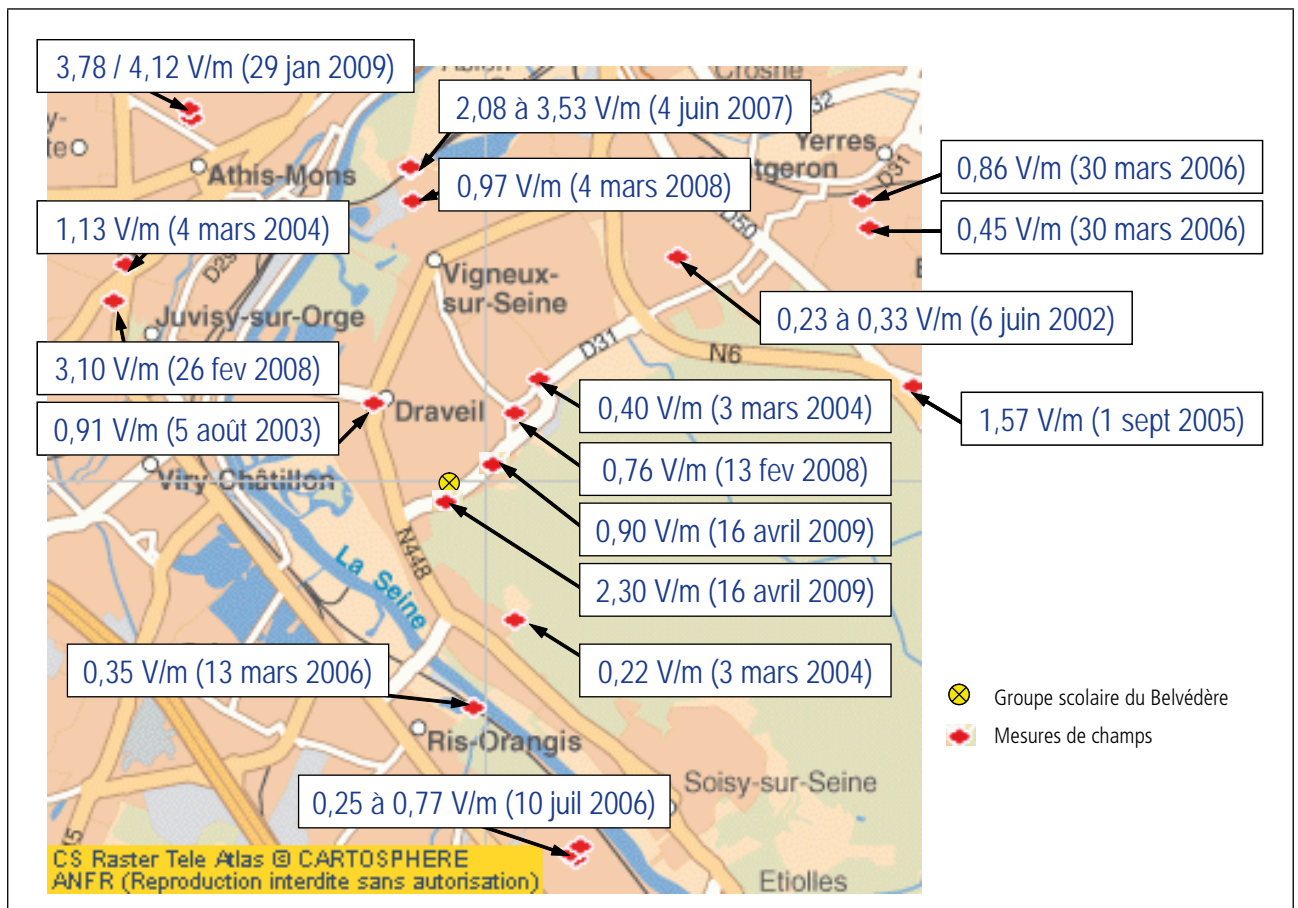 3,78 / 4,12 V/m (29 jan 2009)
2,08 à 3,53 V/m (4 juin 2007)
Crosne
Yerres
D31
Athis-Mons
0,97 V/m (4 mars 2008)
0,86 V/m (30 mars 2006)
1,13 V/m (4 mars 2004)
D50
0,45 V/m (30 mars 2006)
D29
Vigneux-
sur-Seine
Juvisy-sur-Orge
0,23 à 0,33 V/m (6 juin 2002)
D31
N6
3,10 V/m (26 fev 2008)
0,91 V/m (5 août 2003)
Draveil
0,40 V/m (3 mars 2004)
1,57 V/m (1 sept 2005)
Viry-Châtillon
0,76 V/m (13 fev 2008)
0,90 V/m (16 avril 2009)
N448
La Seine
2,30 V/m (16 avril 2009)
0,22 V/m (3 mars 2004)
0,35 V/m (13 mars 2006)
Groupe scolaire du Belvédère
Mesures de champs
Ris-Orangis
Soisy-sur-Seine
0,25 à 0,77 V/m (10 juil 2006)
CS Raster Tele Atlas © CARTOSPHERE
ANFR (Reproduction interdite sans autorisation)
Etiolles